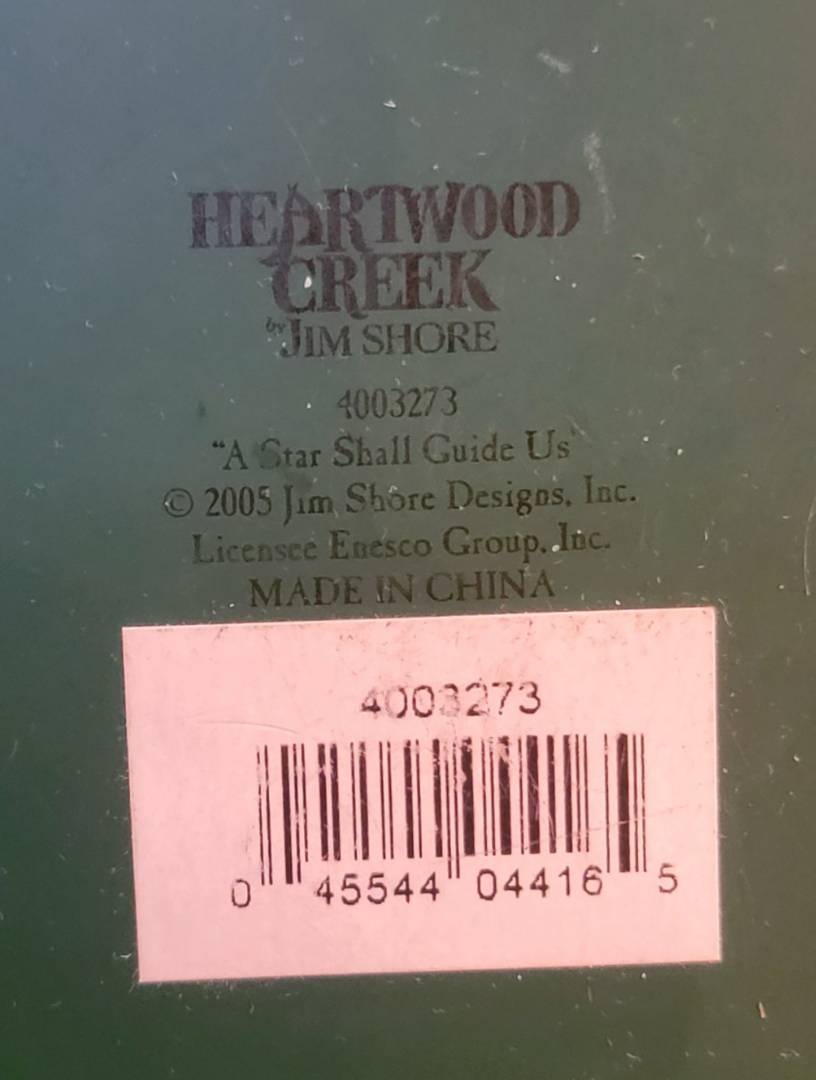 HEARTWOOD
CREEK
by JIM SHORE
4003273
"A Star Shall Guide Us"
© 2005 Jim Shore Designs, Inc.
Licensee Enesco Group, Inc.
MADE IN CHINA
4003273
0 45544 04416 5